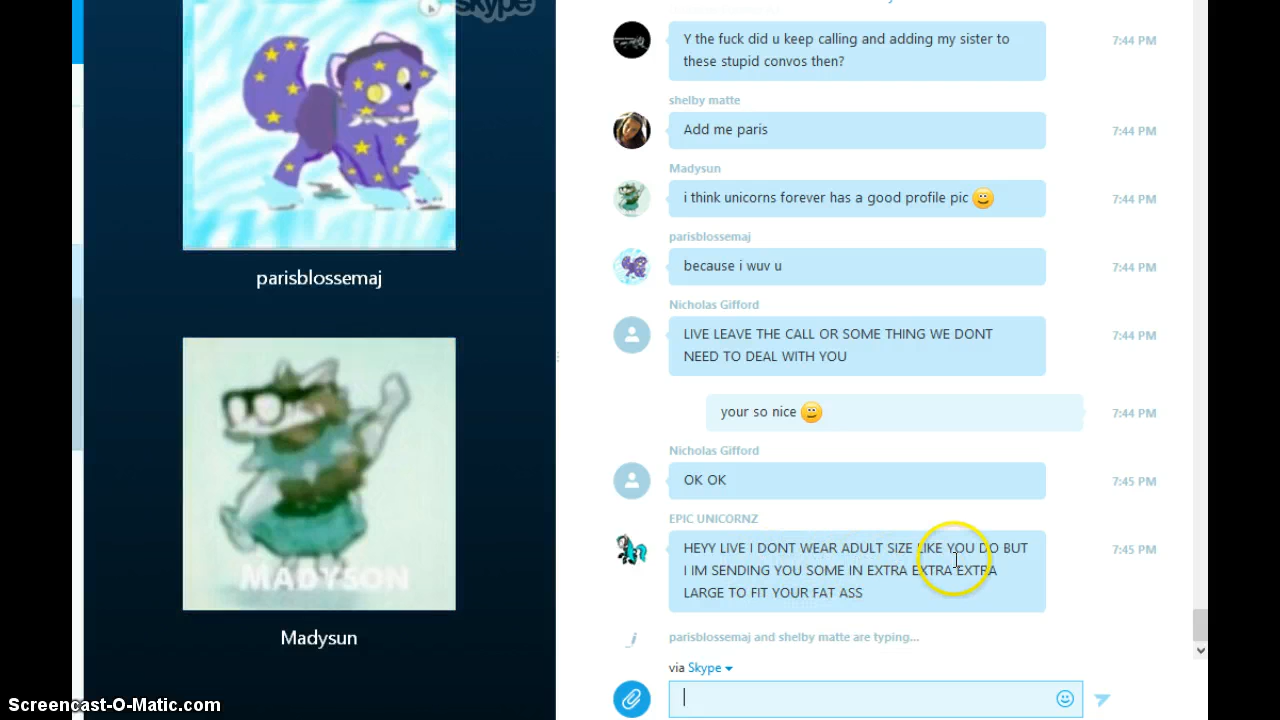 skype
Y the fuck did u keep calling and adding my sister to
these stupid convos then?
7:44 PM
shelby matte
Add me paris
7:44 PM
Madysun
i think unicorns forever has a good profile pic
7:44 PM
parisblossemaj
because i wuv u
7:44 PM
Nicholas Gifford
LIVE LEAVE THE CALL OR SOME THING WE DONT
NEED TO DEAL WITH YOU
7:44 PM
your so nice
7:44 PM
Nicholas Gifford
OK OK
7:45 PM
EPIC UNICORNZ
HEYY LIVE I DONT WEAR ADULT SIZE LIKE YOU DO BUT
I IM SENDING YOU SOME IN EXTRA EXTRA EXTRA
LARGE TO FIT YOUR FAT ASS
7:45 PM
parisblossemaj and shelby matte are typing...
via Skype
parisblossemaj
MADYSON
Madysun
Screencast-O-Matic.com